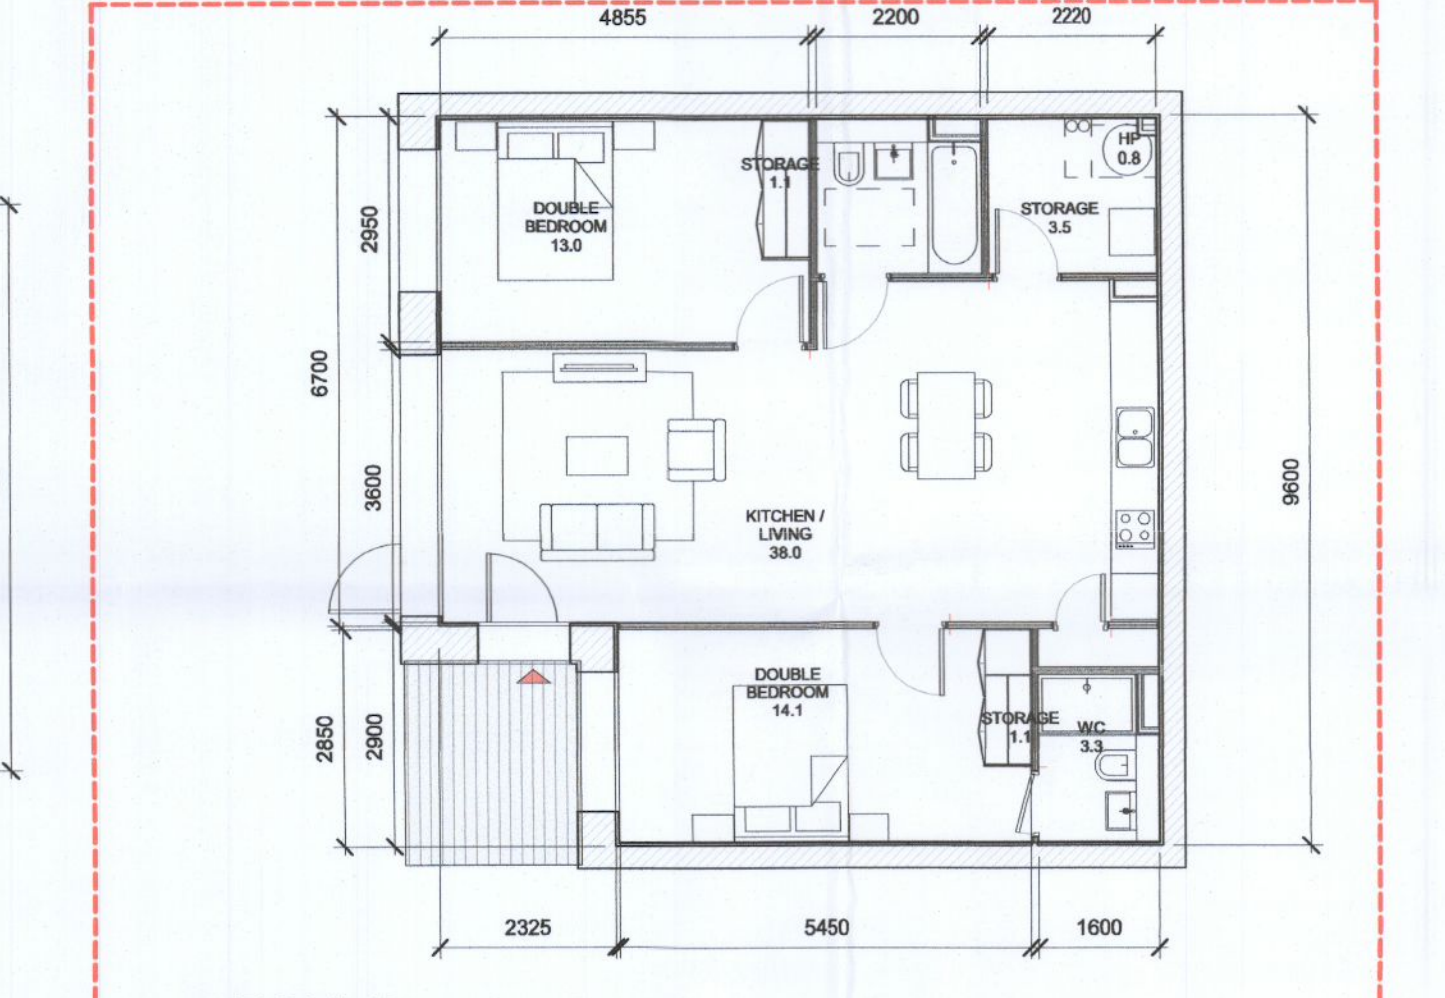 4855
2200
2220
HP
0.8
STORAGE
1.1
STORAGE
3.5
DOUBLE
BEDROOM
13.0
2950
6700
3600
9600
KITCHEN /
LIVING
38.0
DOUBLE
BEDROOM
14.1
STORAGE
1.1
WC
3.3
2850
2900
2325
5450
1600